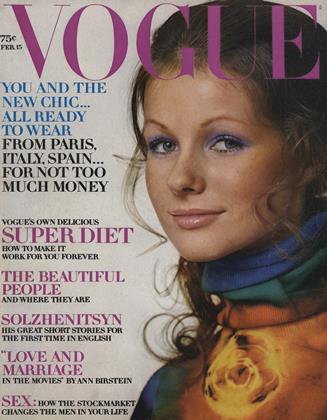 VOGUE
75¢
FEB. 15
YOU AND THE
NEW CHIC...
ALL READY
TO WEAR
FROM PARIS,
ITALY, SPAIN...
FOR NOT TOO
MUCH MONEY
VOGUE'S OWN DELICIOUS
SUPER DIET
HOW TO MAKE IT
WORK FOR YOU FOREVER
THE BEAUTIFUL
PEOPLE
AND WHERE THEY ARE
SOLZHENITSYN
HIS GREAT SHORT STORIES FOR
THE FIRST TIME IN ENGLISH
"LOVE AND
MARRIAGE
IN THE MOVIES" BY ANN BIRSTEIN
SEX: HOW THE STOCKMARKET
CHANGES THE MEN IN YOUR LIFE